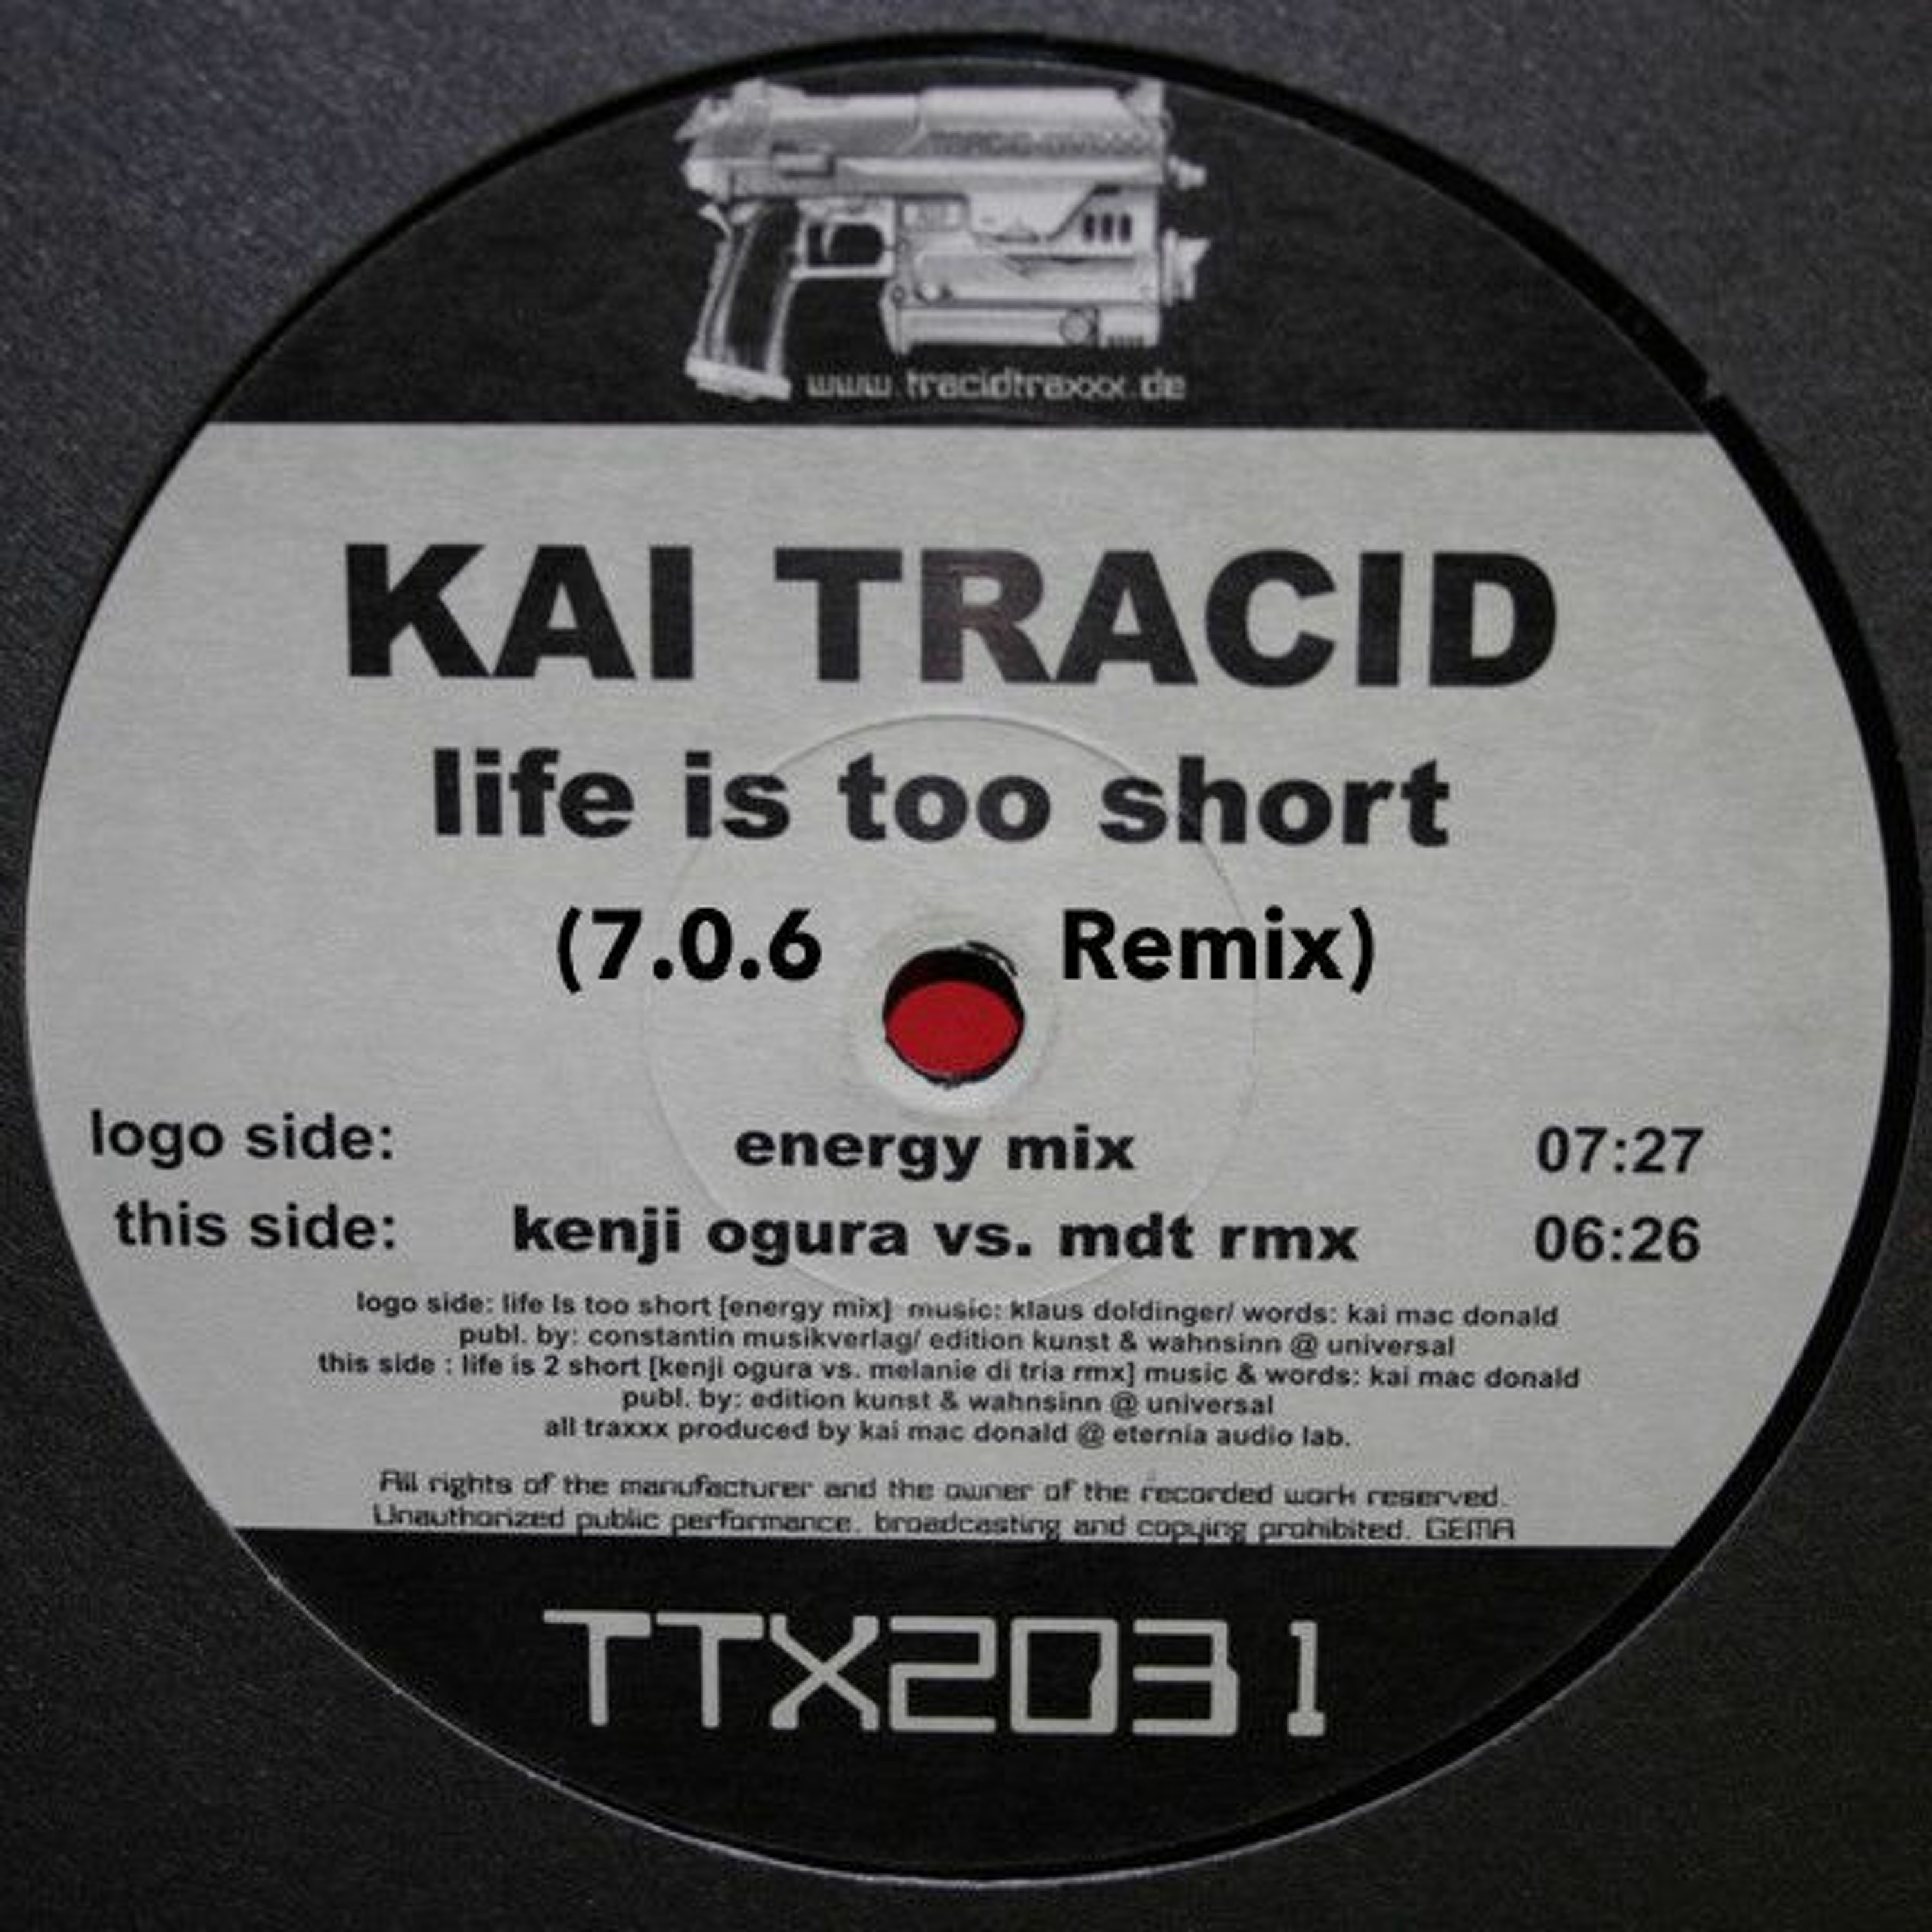 TRACID TRAXXX
www.tracidtraxxx.de
KAI TRACID
life is too short
(7.0.6 Remix)
logo side: energy mix 07:27
this side: kenji ogura vs. mdt rmx 06:26
logo side: life Is too short [energy mix] music: klaus doldinger/ words: kai mac donald
publ. by: constantin musikverlag/ edition kunst & wahnsinn @ universal
this side : life is 2 short [kenji ogura vs. melanie di tria rmx] music & words: kai mac donald
publ. by: edition kunst & wahnsinn @ universal
all traxxx produced by kai mac donald @ eternia audio lab.
All rights of the manufacturer and the owner of the recorded work reserved.
Unauthorized public performance, broadcasting and copying prohibited. GEMA
TTX2031